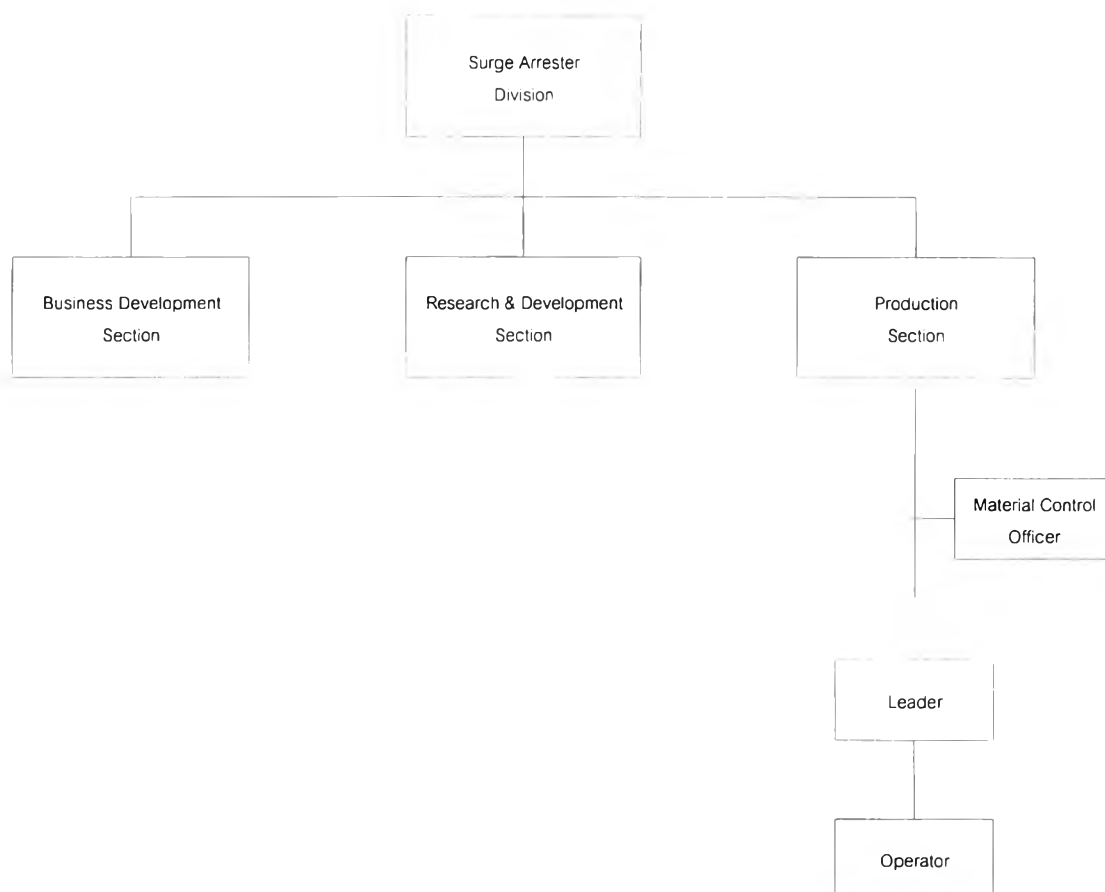 Surge Arrester
Division
Business Development
Section
Research & Development
Section
Production
Section
Material Control
Officer
Leader
Operator